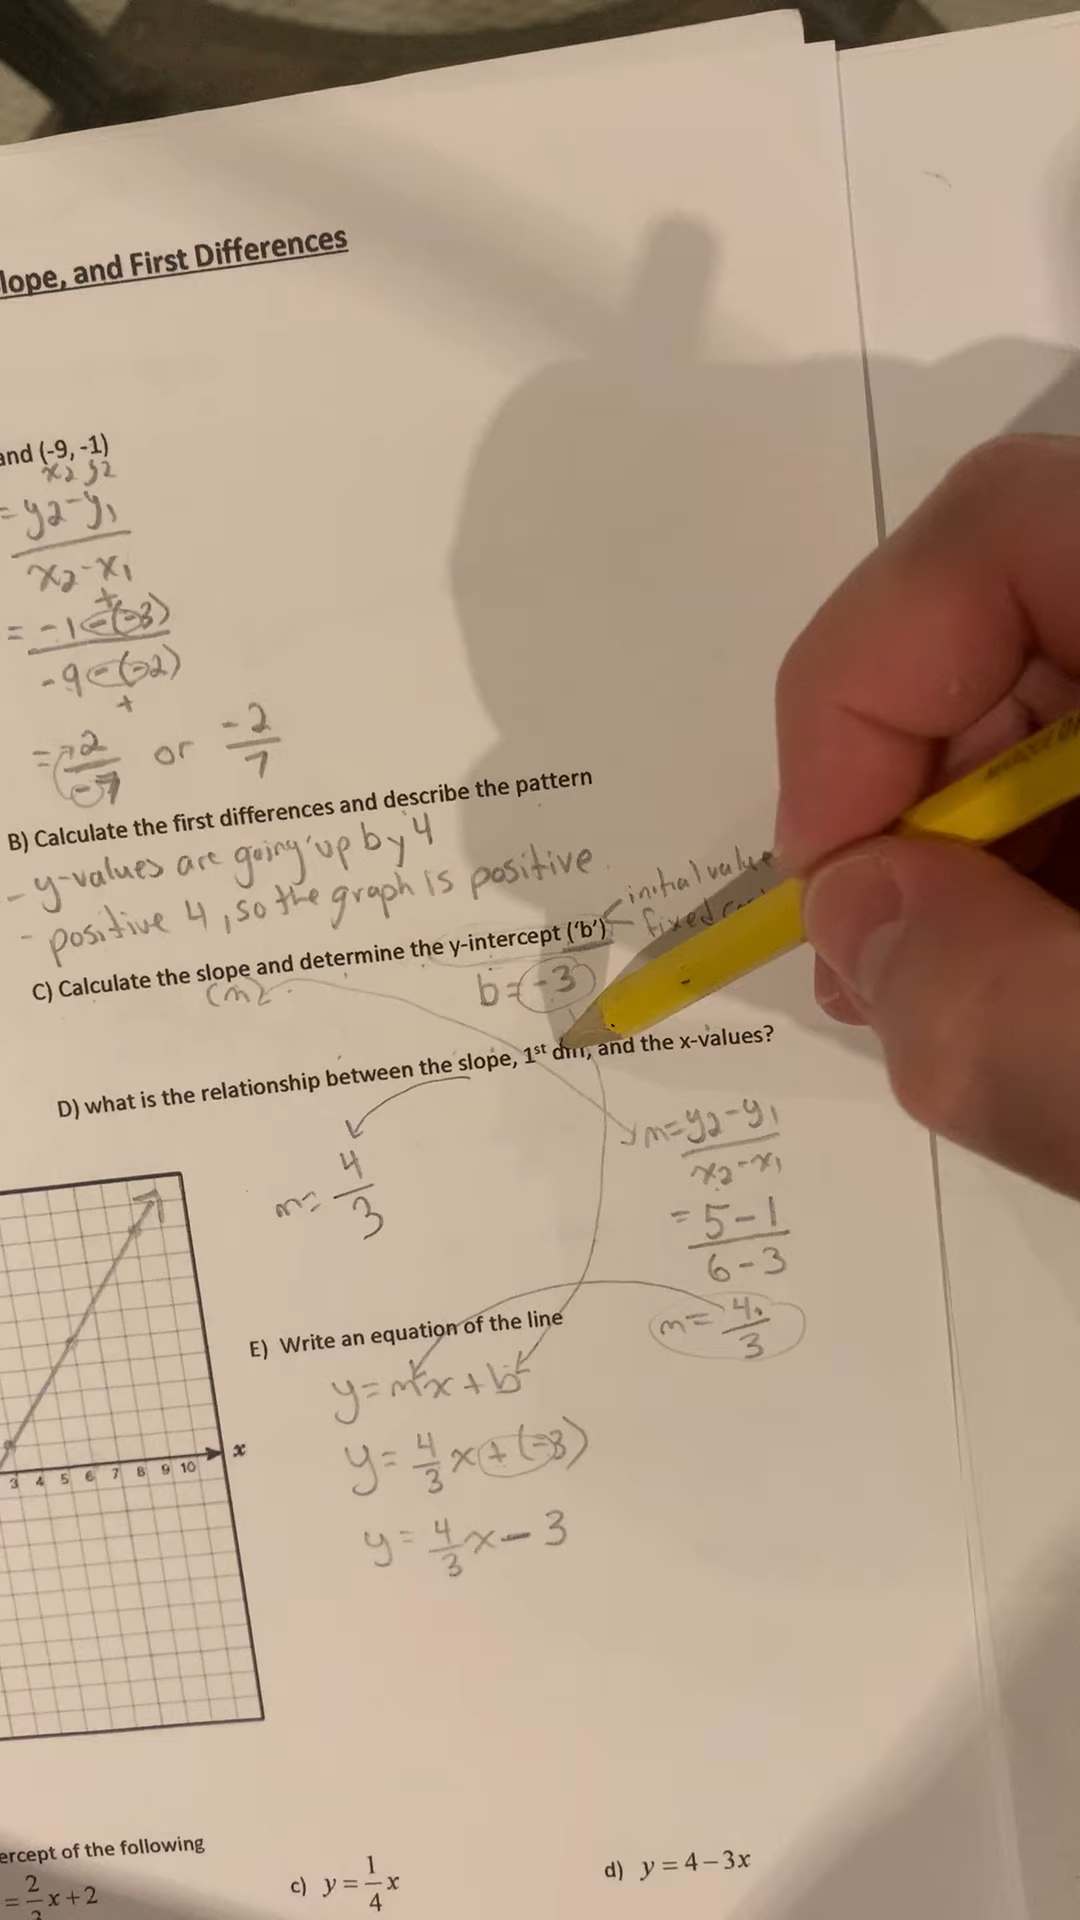 lope, and First Differences
and (-9, -1)
x2 y2
= y2-y1
x2-x1
+
= -1-(-3)
-9-(-2)
+
= -2/-7 or -2/7
B) Calculate the first differences and describe the pattern
- y-values are going up by 4
- positive 4, so the graph is positive.
initial value
C) Calculate the slope and determine the y-intercept ('b') fixed
(m)
b = -3
D) what is the relationship between the slope, 1st diff, and the x-values?
m = 4/3
m = y2-y1
x2-x1
= 5-1
6-3
m = 4/3
E) Write an equation of the line
y = mx + b
y = 4/3 x + (-3)
y = 4/3 x - 3
x
3 4 5 6 7 8 9 10
ercept of the following
x + 2
c) y = 1/4 x
d) y = 4 - 3x